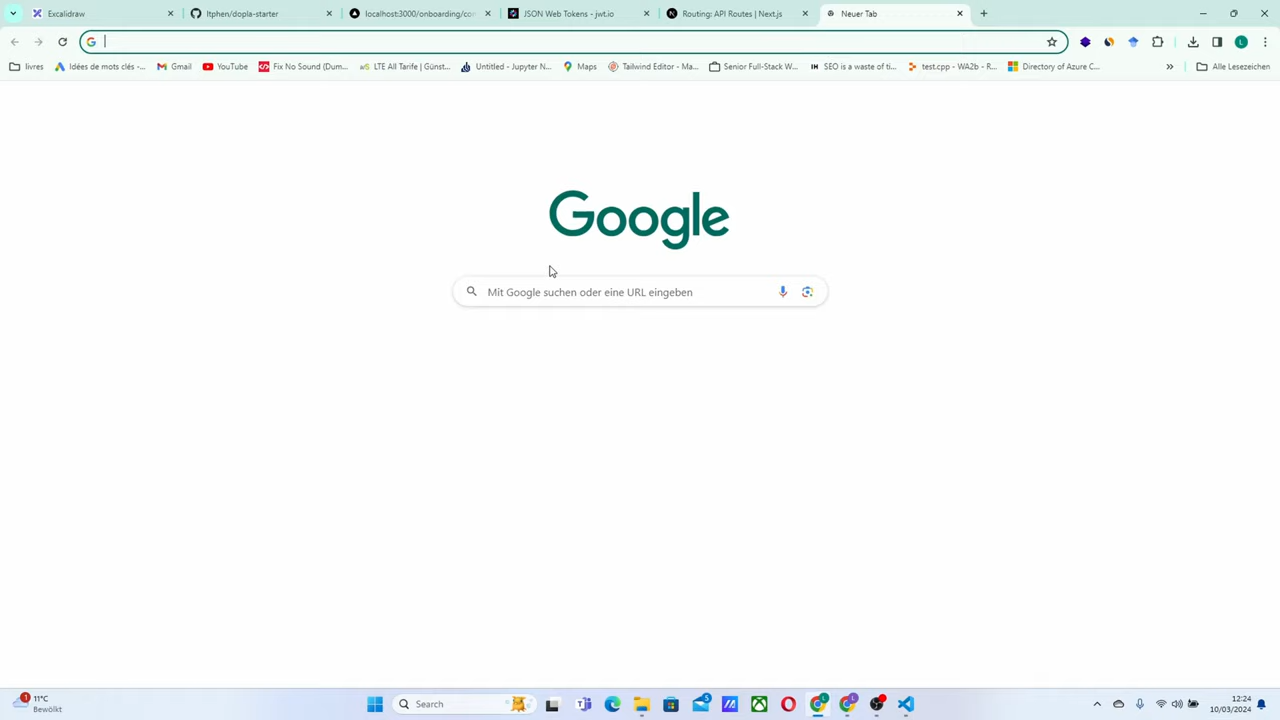 Excalidraw
ltphen/dopla-starter
localhost:3000/onboarding/co
JSON Web Tokens - jwt.io
Routing: API Routes | Next.js
Neuer Tab
livres
Idées de mots clés -...
Gmail
YouTube
Fix No Sound (Dum...
LTE All Tarife | Günst...
Untitled - Jupyter N...
Maps
Tailwind Editor - Ma...
Senior Full-Stack W...
SEO is a waste of ti...
test.cpp - WA2b - R...
Directory of Azure C...
Alle Lesezeichen
Google
Mit Google suchen oder eine URL eingeben
11°C
Bewölkt
Search
12:24
10/03/2024